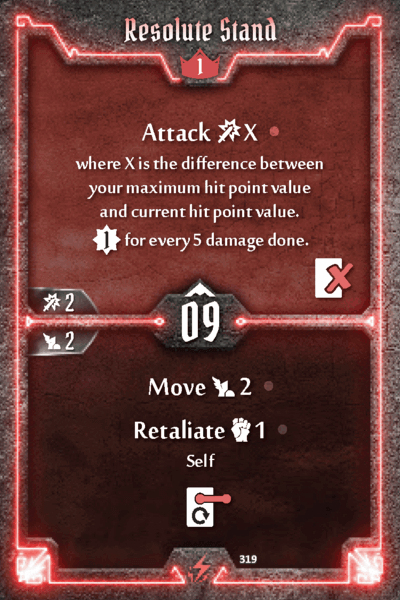 Resolute Stand
1
Attack X
where X is the difference between
your maximum hit point value
and current hit point value.
1 for every 5 damage done.
2
09
2
Move 2
Retaliate 1
Self
319